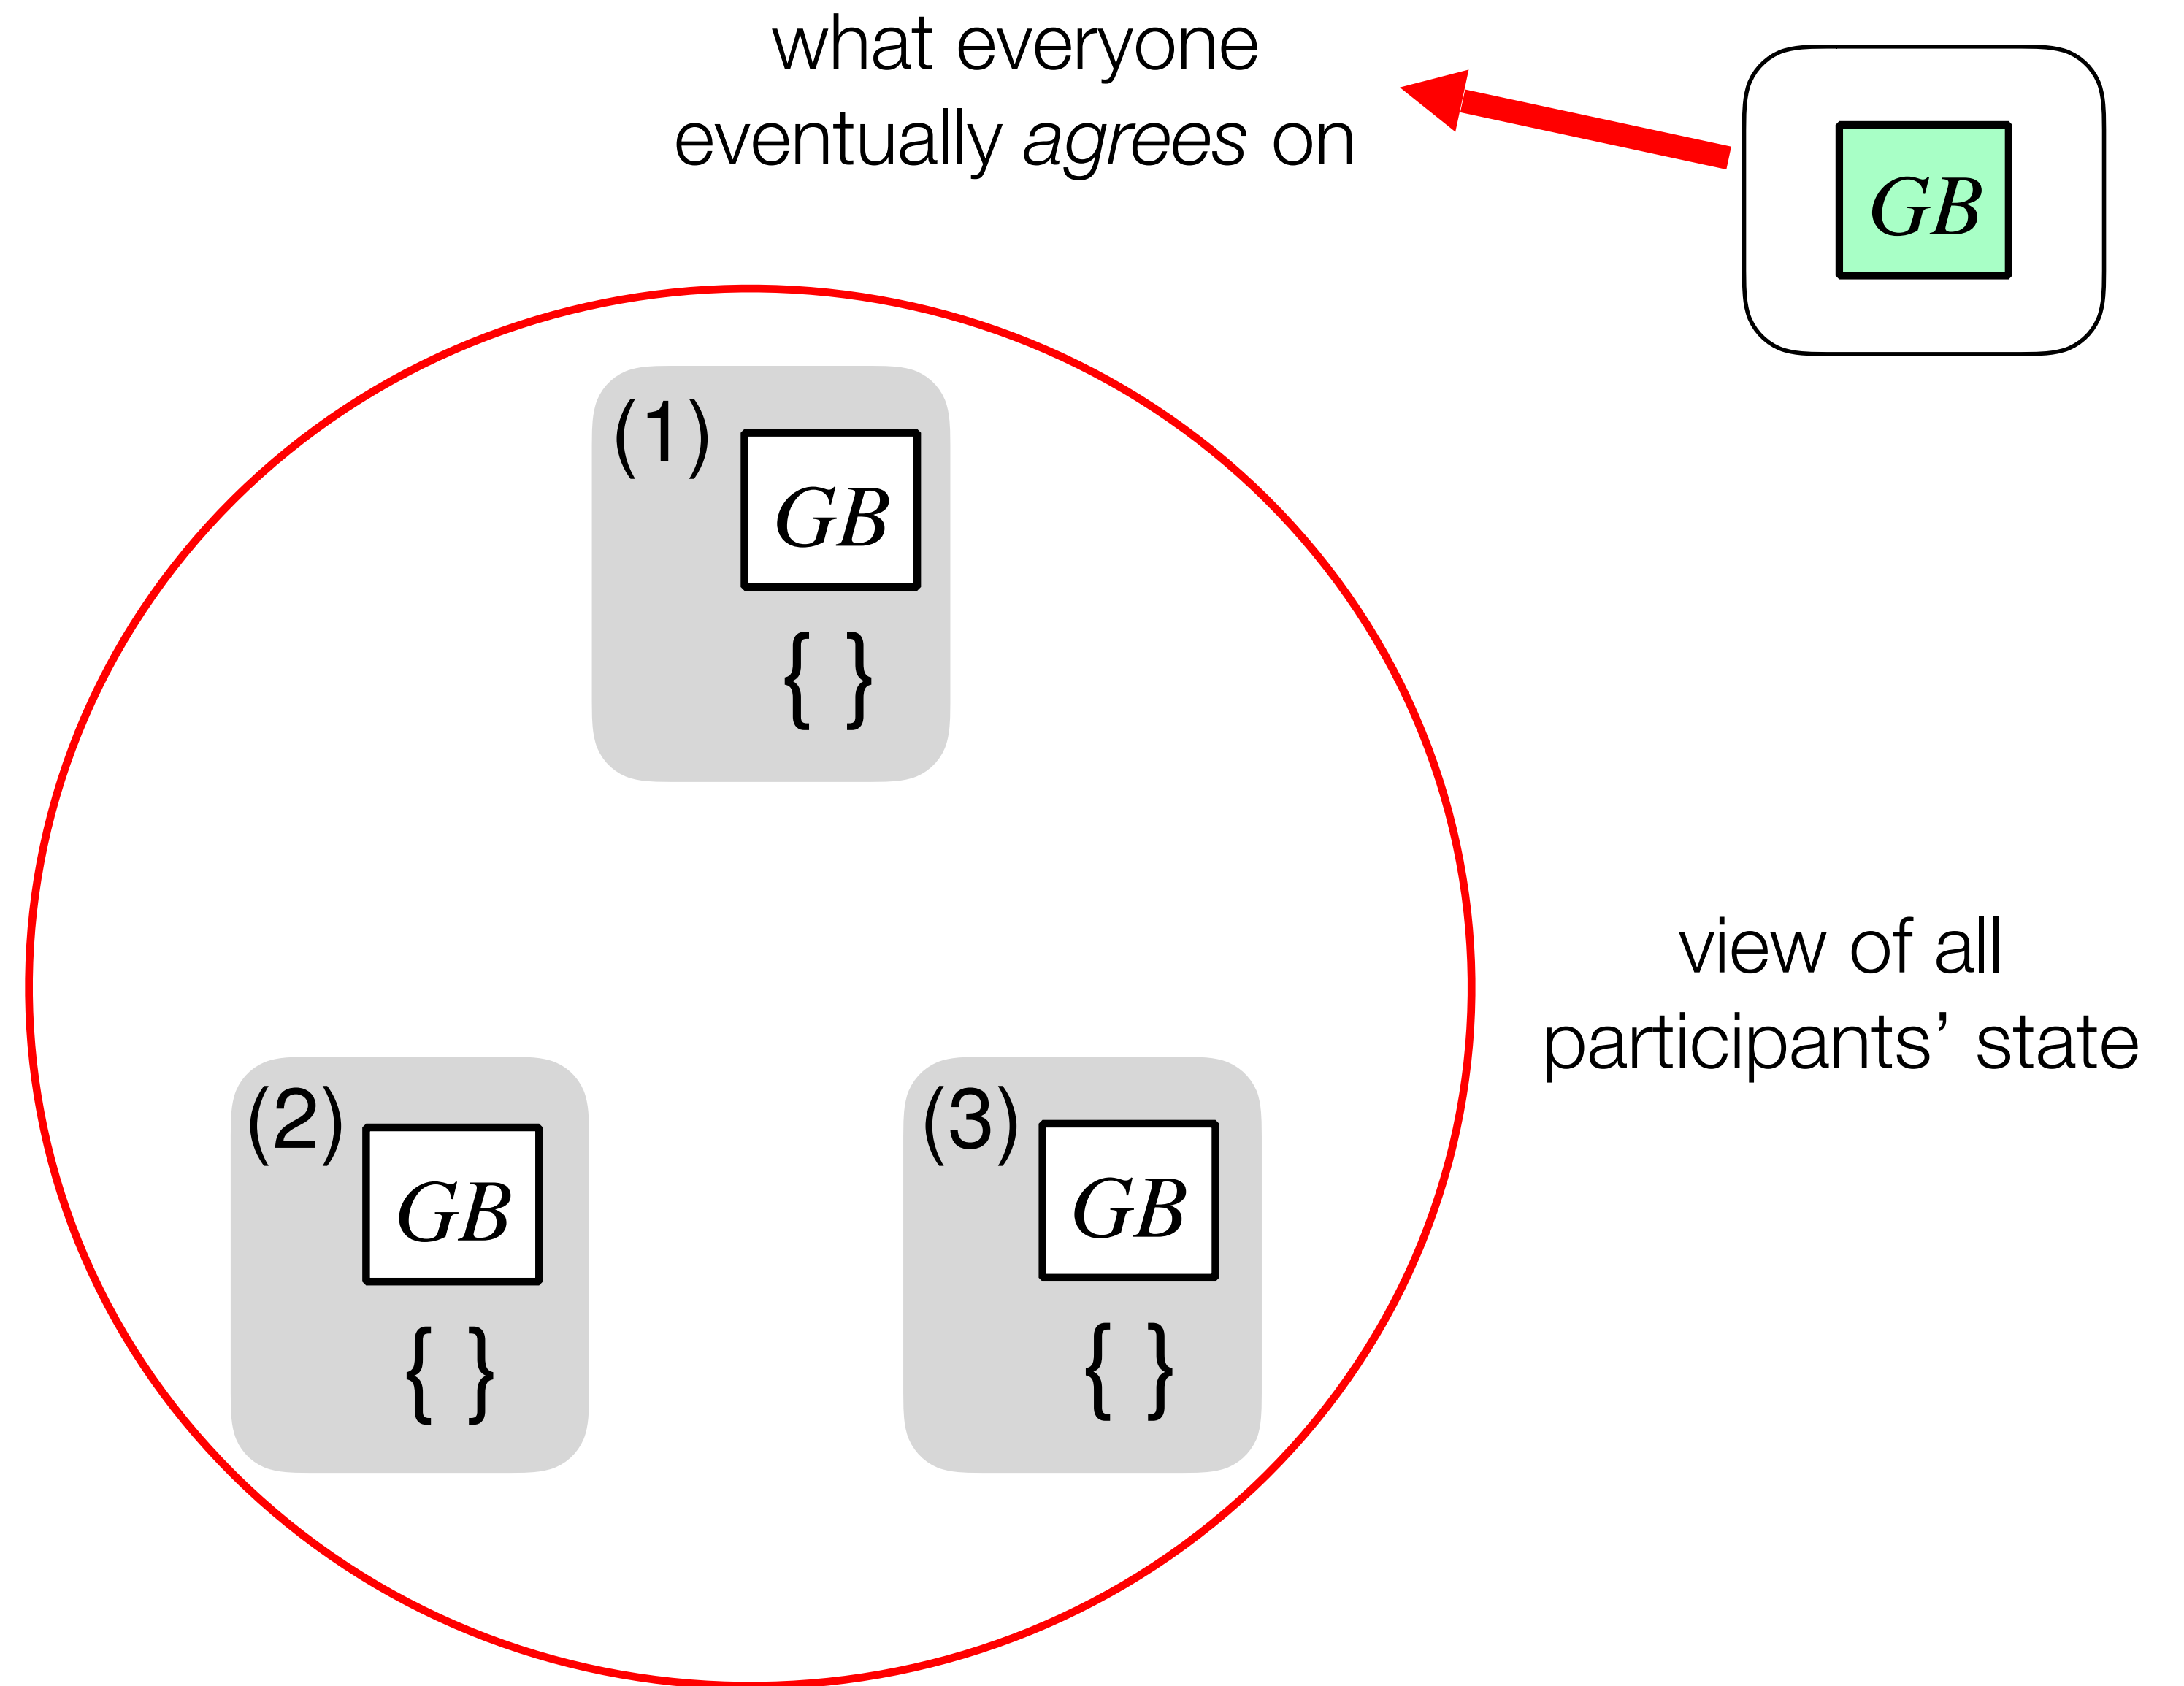 what everyone
eventually agrees on
GB
(1)
GB
{ }
view of all
participants’ state
(2)
GB
{ }
(3)
GB
{ }